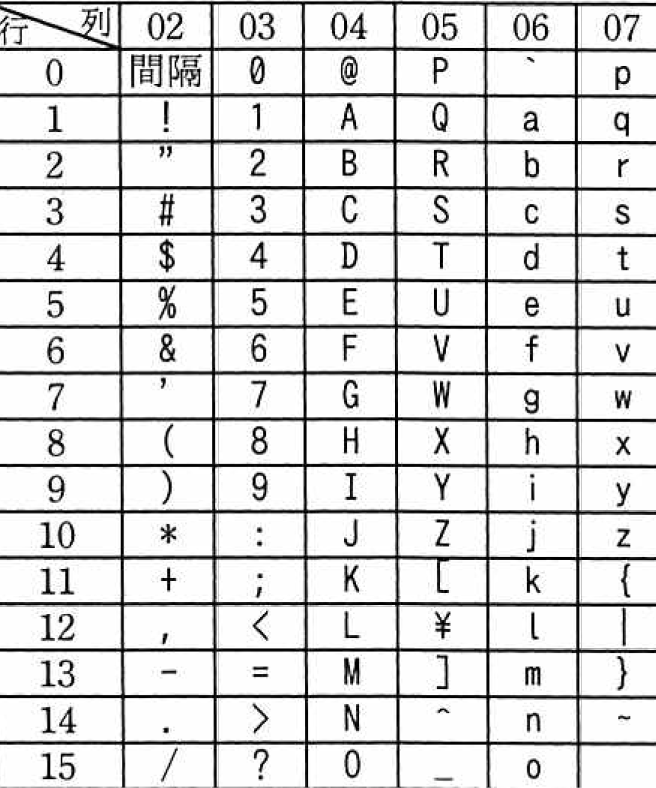 行 列 02 03 04 05 06 07
0 間隔 0 @ P ` p
1 ! 1 A Q a q
2 ” 2 B R b r
3 # 3 C S c s
4 $ 4 D T d t
5 % 5 E U e u
6 & 6 F V f v
7 ’ 7 G W g w
8 ( 8 H X h x
9 ) 9 I Y i y
10 * : J Z j z
11 + ; K [ k {
12 , < L ¥ l |
13 - = M ] m }
14 . > N ^ n ~
15 / ? O _ o